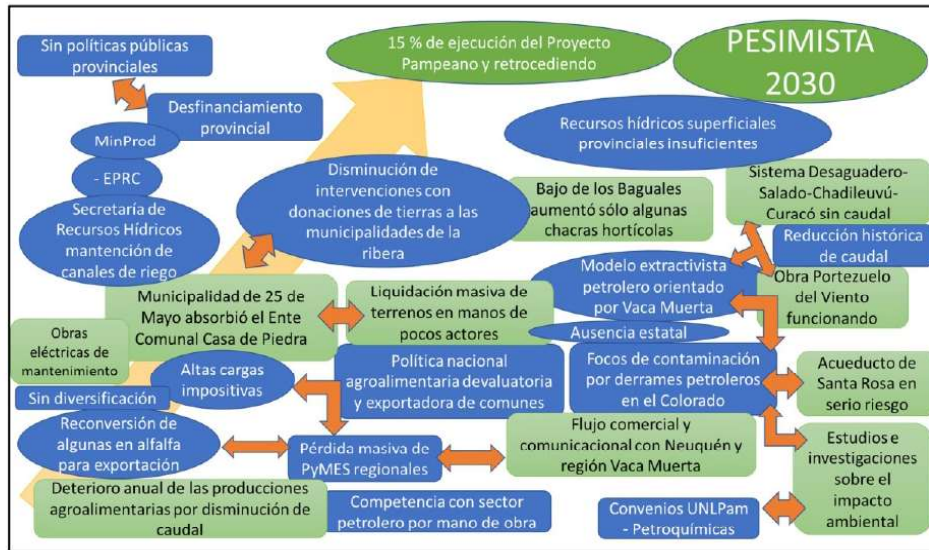 Sin políticas públicas
provinciales
15 % de ejecución del Proyecto
Pampeano y retrocediendo
PESIMISTA
2030
Desfinanciamiento
provincial
MinProd
- EPRC
Secretaría de
Recursos Hídricos
mantención de
canales de riego
Disminución de
intervenciones con
donaciones de tierras a las
municipalidades de la
ribera
Recursos hídricos superficiales
provinciales insuficientes
Bajo de los Baguales
aumentó sólo algunas
chacras hortícolas
Sistema Desaguadero-
Salado-Chadileuvú-
Curacó sin caudal
Reducción histórica
de caudal
Modelo extractivista
petrolero orientado
por Vaca Muerta
Obra Portezuelo
del Viento
funcionando
Municipalidad de 25 de
Mayo absorbió el Ente
Comunal Casa de Piedra
Liquidación masiva de
terrenos en manos de
pocos actores
Ausencia estatal
Obras
eléctricas de
mantenimiento
Altas cargas
impositivas
Política nacional
agroalimentaria devaluatoria
y exportadora de comunes
Focos de contaminación
por derrames petroleros
en el Colorado
Acueducto de
Santa Rosa en
serio riesgo
Sin diversificación
Reconversión de
algunas en alfalfa
para exportación
Pérdida masiva de
PyMES regionales
Flujo comercial y
comunicacional con Neuquén y
región Vaca Muerta
Estudios e
investigaciones
sobre el
impacto
ambiental
Deterioro anual de las producciones
agroalimentarias por disminución de
caudal
Competencia con sector
petrolero por mano de obra
Convenios UNLPam
- Petroquímicas